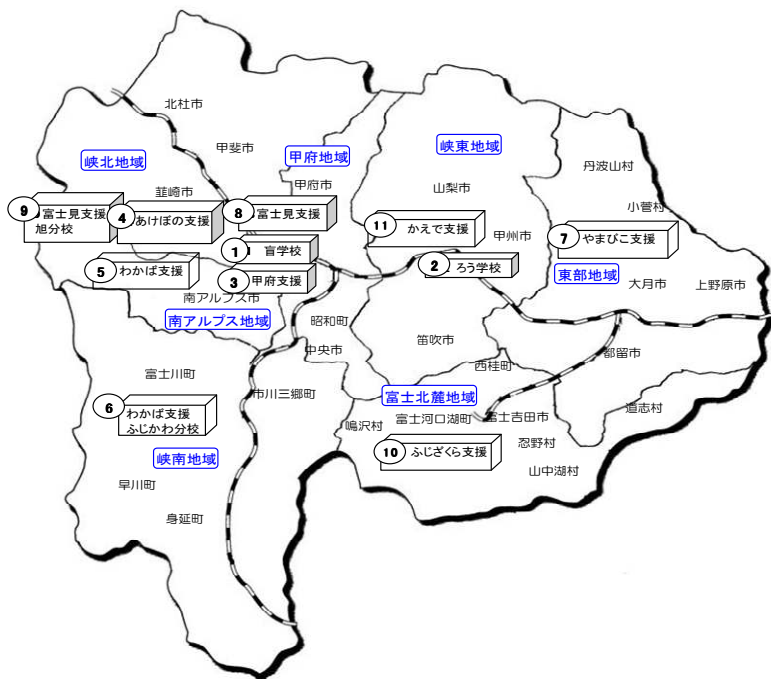 北杜市
甲斐市
甲府地域
峡東地域
峡北地域
丹波山村
韮崎市
甲府市
山梨市
小菅村
9
富士見支援
旭分校
4
あけぼの支援
8
富士見支援
11
かえで支援
甲州市
7
やまびこ支援
1
盲学校
2
ろう学校
東部地域
5
わかば支援
3
甲府支援
大月市
上野原市
南アルプス市
南アルプス地域
昭和町
笛吹市
中央市
都留市
西桂町
富士川町
市川三郷町
富士北麓地域
道志村
6
わかば支援
ふじかわ分校
鳴沢村
富士河口湖町
富士吉田市
忍野村
10
ふじざくら支援
山中湖村
峡南地域
早川町
身延町